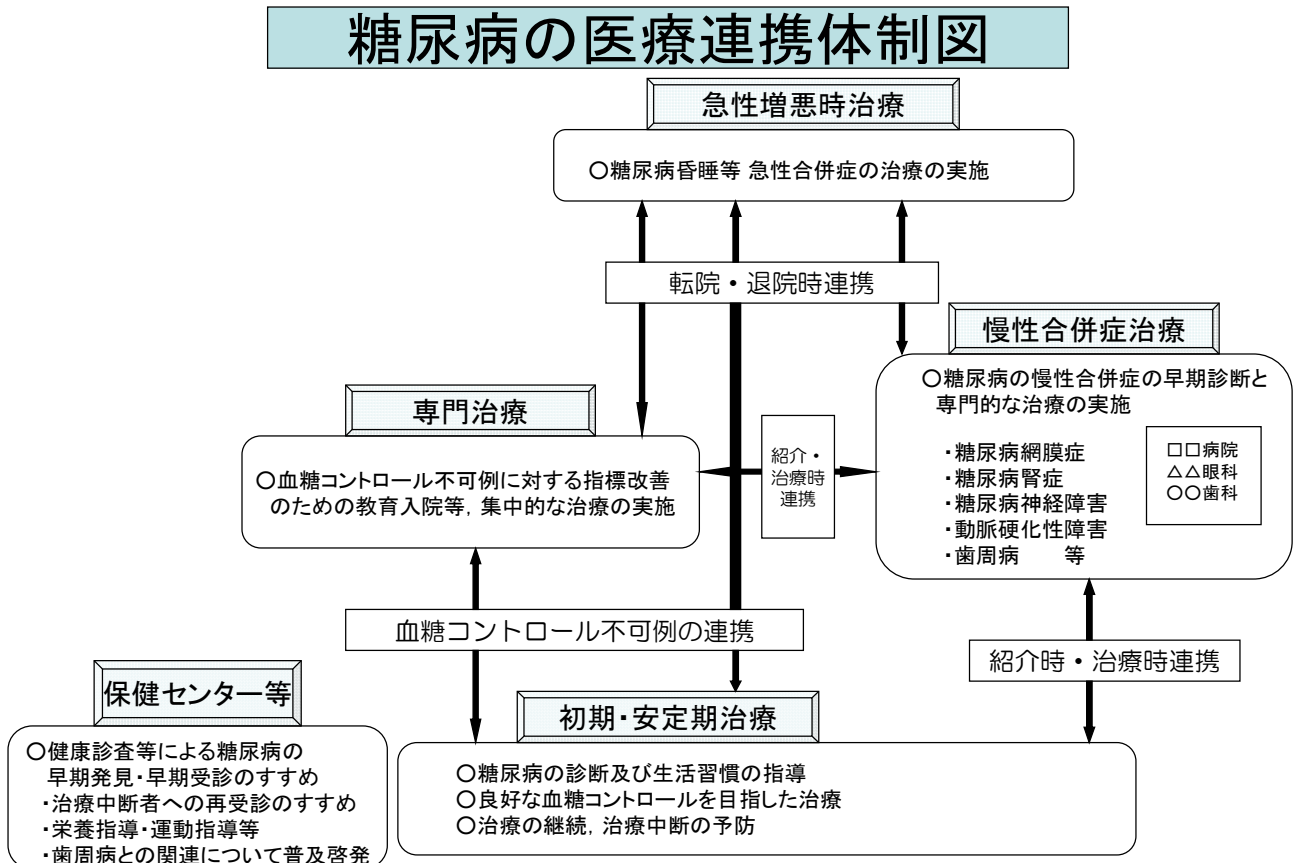 糖尿病の医療連携体制図
急性増悪時治療
○糖尿病昏睡等 急性合併症の治療の実施
転院・退院時連携
慢性合併症治療
○糖尿病の慢性合併症の早期診断と
専門的な治療の実施
・糖尿病網膜症
・糖尿病腎症
・糖尿病神経障害
・動脈硬化性障害
・歯周病　等
□□病院
△△眼科
○○歯科
専門治療
○血糖コントロール不可例に対する指標改善
のための教育入院等, 集中的な治療の実施
紹介・
治療時
連携
血糖コントロール不可例の連携
紹介時・治療時連携
保健センター等
○健康診査等による糖尿病の
早期発見・早期受診のすすめ
・治療中断者への再受診のすすめ
・栄養指導・運動指導等
・歯周病との関連について普及啓発
初期・安定期治療
○糖尿病の診断及び生活習慣の指導
○良好な血糖コントロールを目指した治療
○治療の継続, 治療中断の予防